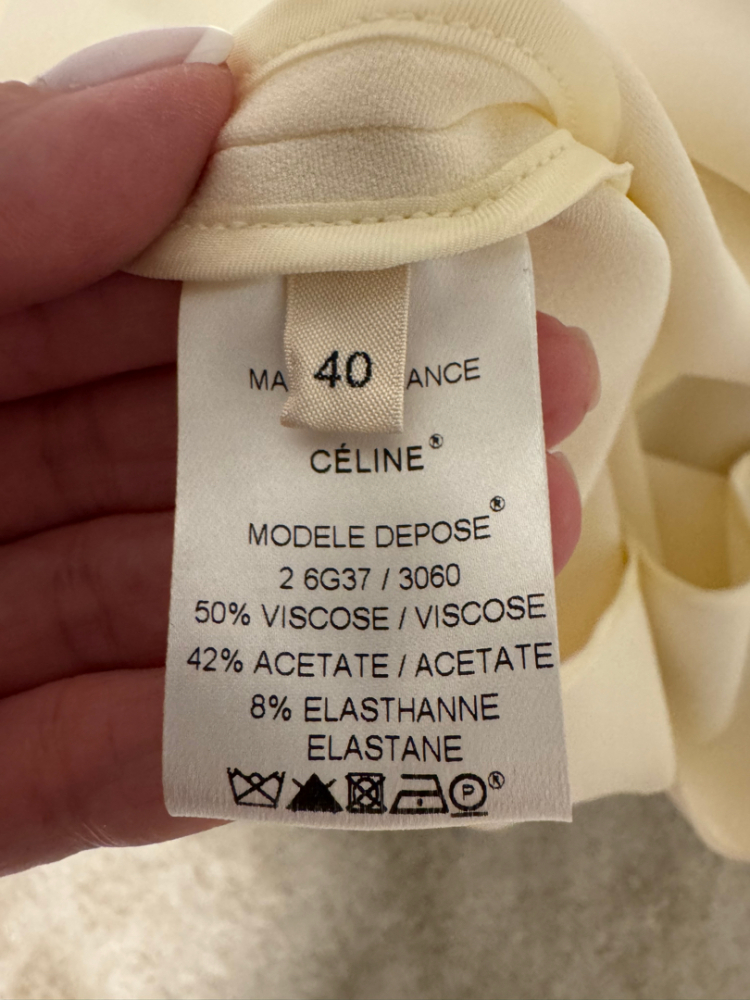 40
MA ANCE
CÉLINE®
MODELE DEPOSE®
2 6G37 / 3060
50% VISCOSE / VISCOSE
42% ACETATE / ACETATE
8% ELASTHANNE
ELASTANE
P ®